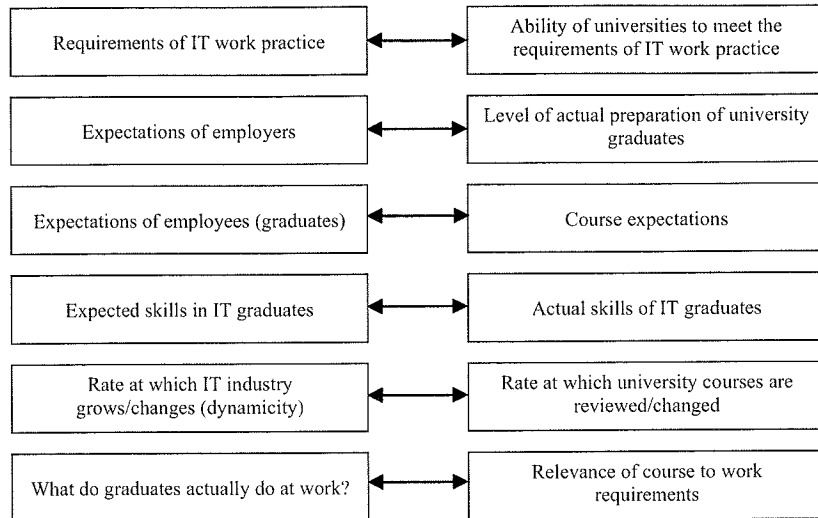 Requirements of IT work practice
Ability of universities to meet the
requirements of IT work practice
Expectations of employers
Level of actual preparation of university
graduates
Expectations of employees (graduates)
Course expectations
Expected skills in IT graduates
Actual skills of IT graduates
Rate at which IT industry
grows/changes (dynamicity)
Rate at which university courses are
reviewed/changed
What do graduates actually do at work?
Relevance of course to work
requirements